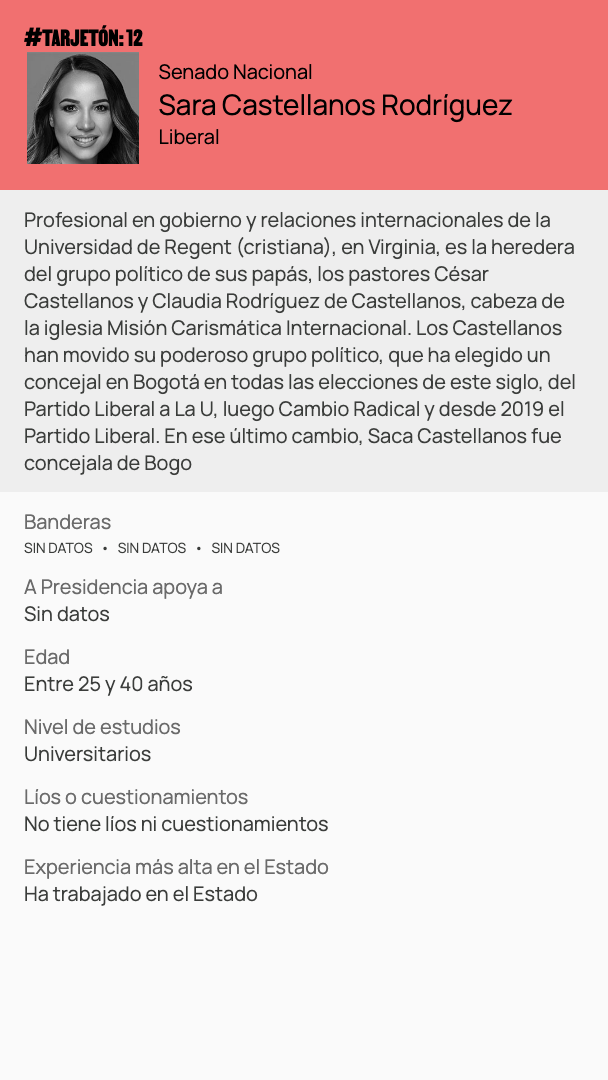 #TARJETÓN: 12
Senado Nacional
Sara Castellanos Rodríguez
Liberal
Profesional en gobierno y relaciones internacionales de la
Universidad de Regent (cristiana), en Virginia, es la heredera
del grupo político de sus papás, los pastores César
Castellanos y Claudia Rodríguez de Castellanos, cabeza de
la iglesia Misión Carismática Internacional. Los Castellanos
han movido su poderoso grupo político, que ha elegido un
concejal en Bogotá en todas las elecciones de este siglo, del
Partido Liberal a La U, luego Cambio Radical y desde 2019 el
Partido Liberal. En ese último cambio, Saca Castellanos fue
concejala de Bogo
Banderas
SIN DATOS • SIN DATOS • SIN DATOS
A Presidencia apoya a
Sin datos
Edad
Entre 25 y 40 años
Nivel de estudios
Universitarios
Líos o cuestionamientos
No tiene líos ni cuestionamientos
Experiencia más alta en el Estado
Ha trabajado en el Estado